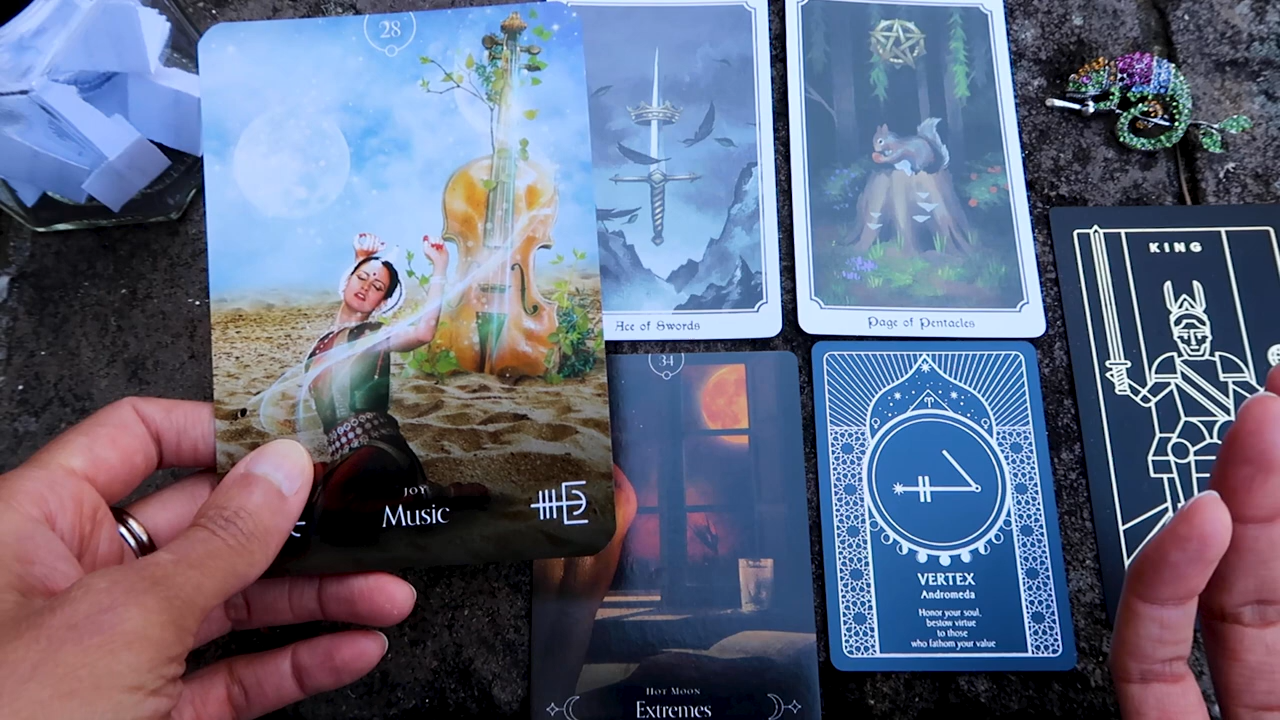 28
JOY
Music
Ace of Swords
Page of Pentacles
KING
34
HOT MOON
Extremes
VERTEX
Andromeda
Honor your soul,
bestow virtue
to those
who fathom your value